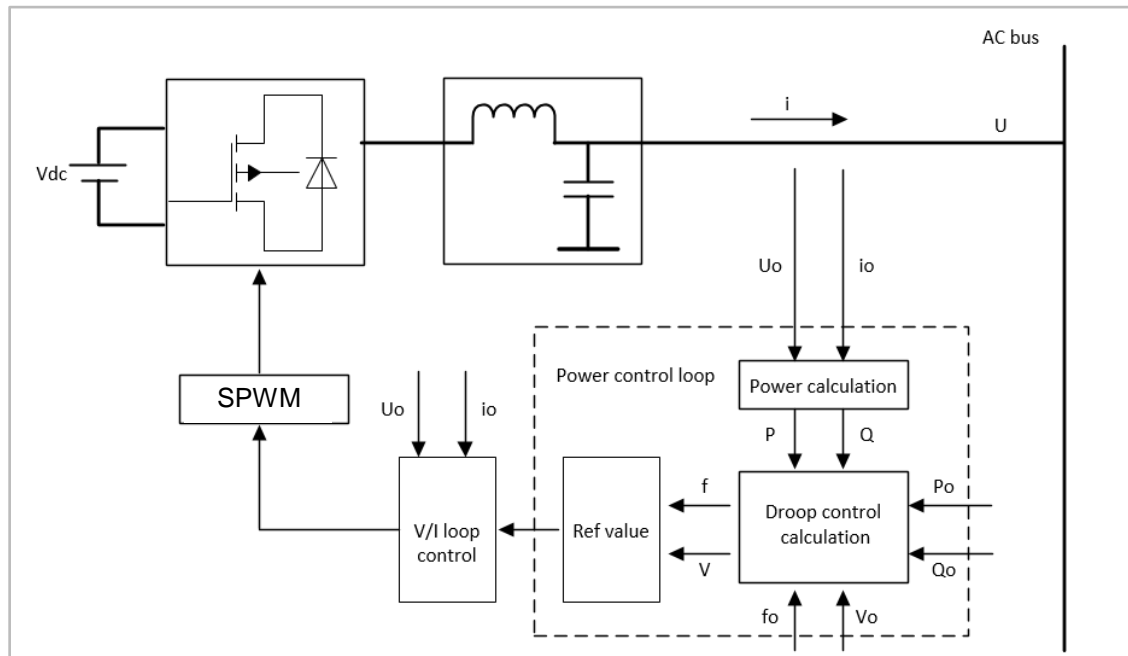 AC bus
i
U
Vdc
Uo
io
Power control loop
Power calculation
SPWM
Uo
io
P
Q
f
Po
V/I loop
control
Ref value
Droop control
calculation
V
Qo
fo
Vo